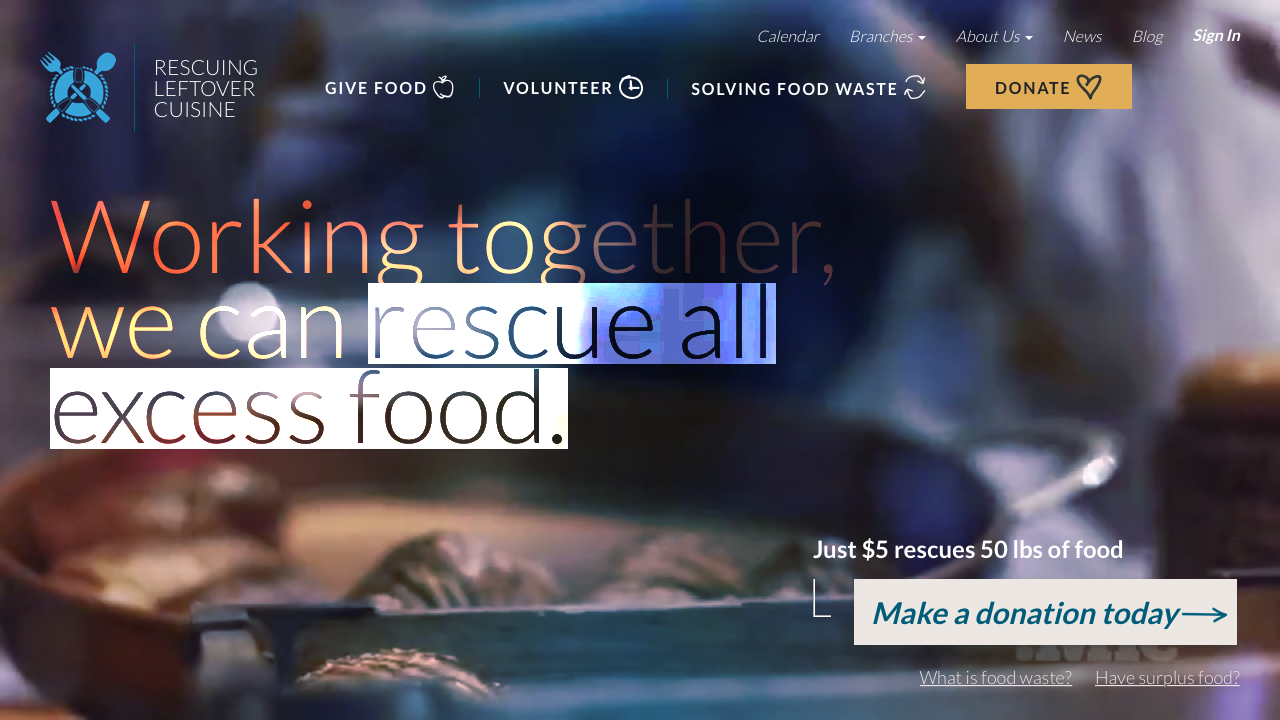 Calendar Branches About Us News Blog Sign In
RESCUING
LEFTOVER
CUISINE
GIVE FOOD VOLUNTEER SOLVING FOOD WASTE DONATE
Working together,
we can rescue all
excess food.
Just $5 rescues 50 lbs of food
Make a donation today
What is food waste? Have surplus food?